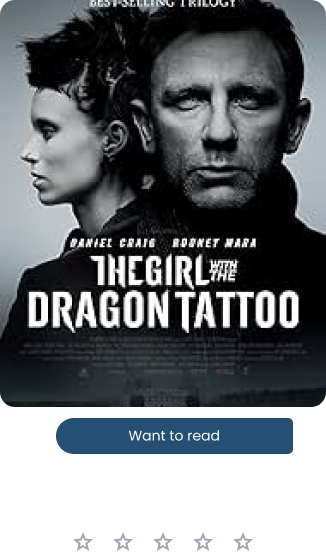 BEST-SELLING TRILOGY
DANIEL CRAIG ROONEY MARA
THE GIRL WITH THE
DRAGON TATTOO
Want to read